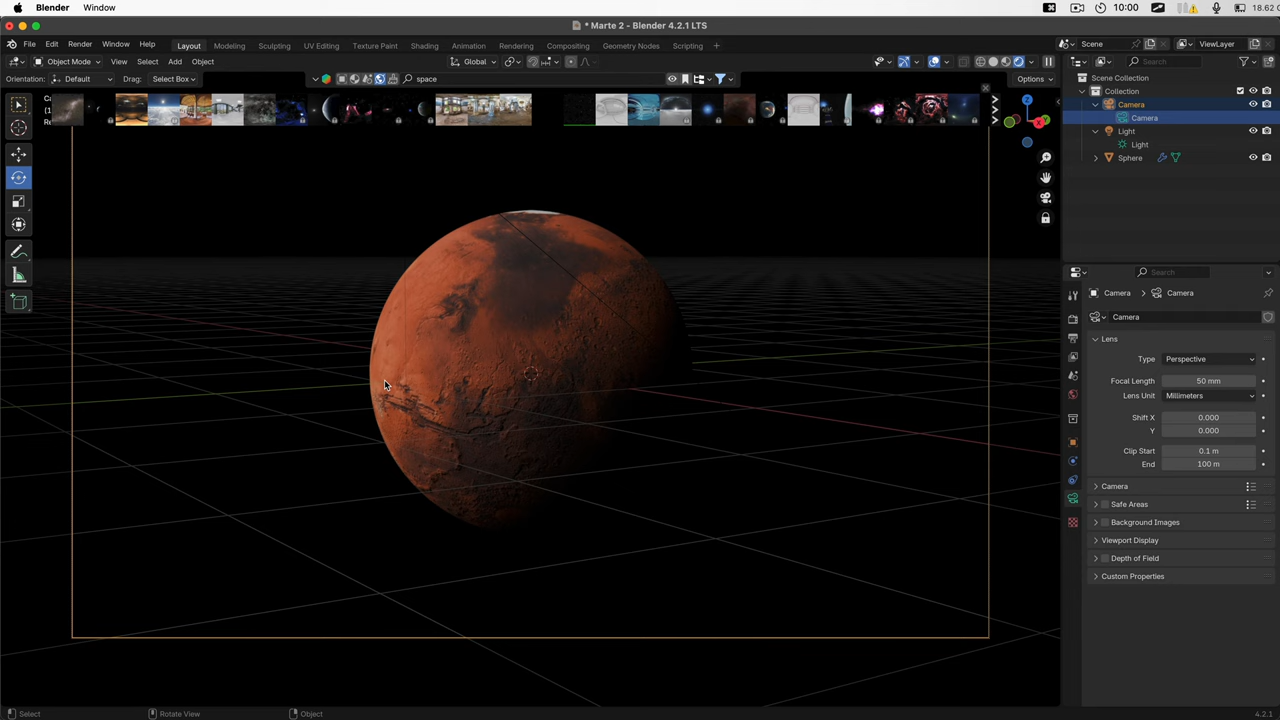 Blender Window 10:00 18.62
* Marte 2 - Blender 4.2.1 LTS
File Edit Render Window Help Layout Modeling Sculpting UV Editing Texture Paint Shading Animation Rendering Compositing Geometry Nodes Scripting + Scene ViewLayer
Object Mode View Select Add Object Global Search
Orientation: Default Drag: Select Box space Options
Scene Collection
Collection
Camera
Camera
Light
Light
Sphere
Search
Camera Camera
Camera
Lens
Type Perspective
Focal Length 50 mm
Lens Unit Millimeters
Shift X 0.000
Y 0.000
Clip Start 0.1 m
End 100 m
Camera
Safe Areas
Background Images
Viewport Display
Depth of Field
Custom Properties
Select Rotate View Object 4.2.1